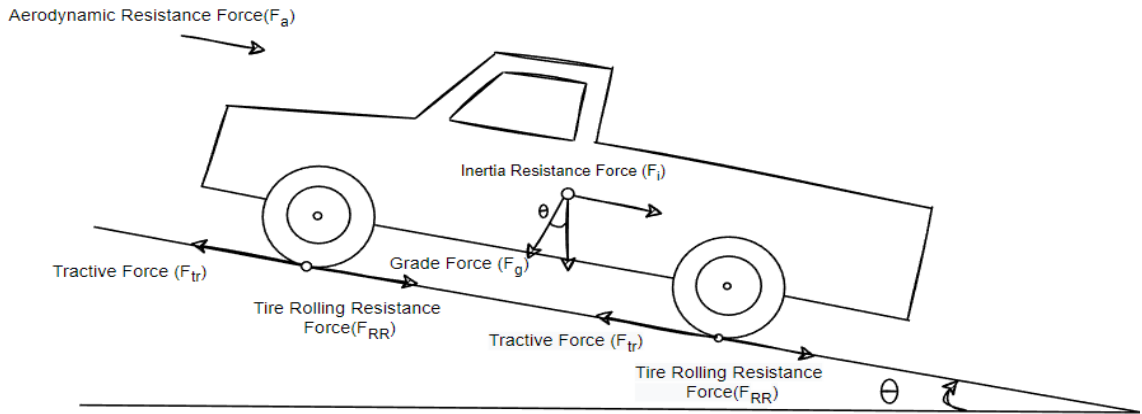 Aerodynamic Resistance Force(Fa)
Inertia Resistance Force (Fi)
θ
Grade Force (Fg)
Tractive Force (Ftr)
Tire Rolling Resistance
Force(FRR)
Tractive Force (Ftr)
Tire Rolling Resistance
Force(FRR)
θ